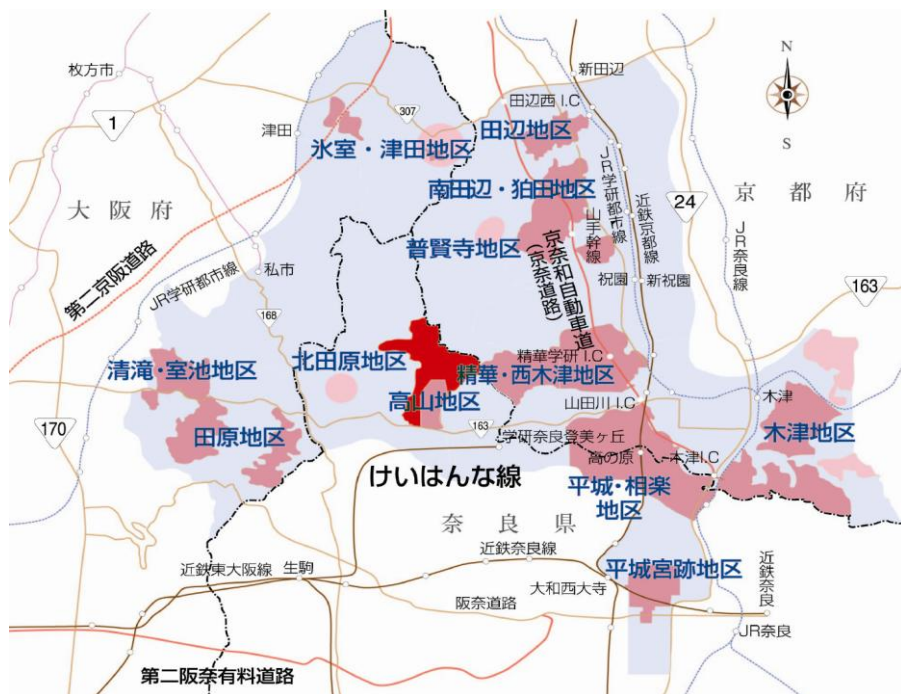 枚方市
新田辺
N
1
津田
307
田辺西 I.C
田辺地区
氷室・津田地区
南田辺・狛田地区
JR学研都市線
近鉄京都線
24
京都府
大阪府
S
普賢寺地区
山手幹線
京奈和自動車道
(京奈道路)
JR奈良線
第二京阪道路
私市
祝園
新祝園
163
JR学研都市線
168
清滝・室池地区
北田原地区
精華学研 I.C
精華・西木津地区
高山地区
山田川 I.C
木津
170
田原地区
163
学研奈良登美ヶ丘
木津地区
高の原
木津I.C
けいはんな線
平城・相楽
地区
奈良県
近鉄奈良線
近鉄東大阪線
生駒
平城宮跡地区
大和西大寺
近鉄奈良
阪奈道路
JR奈良
第二阪奈有料道路